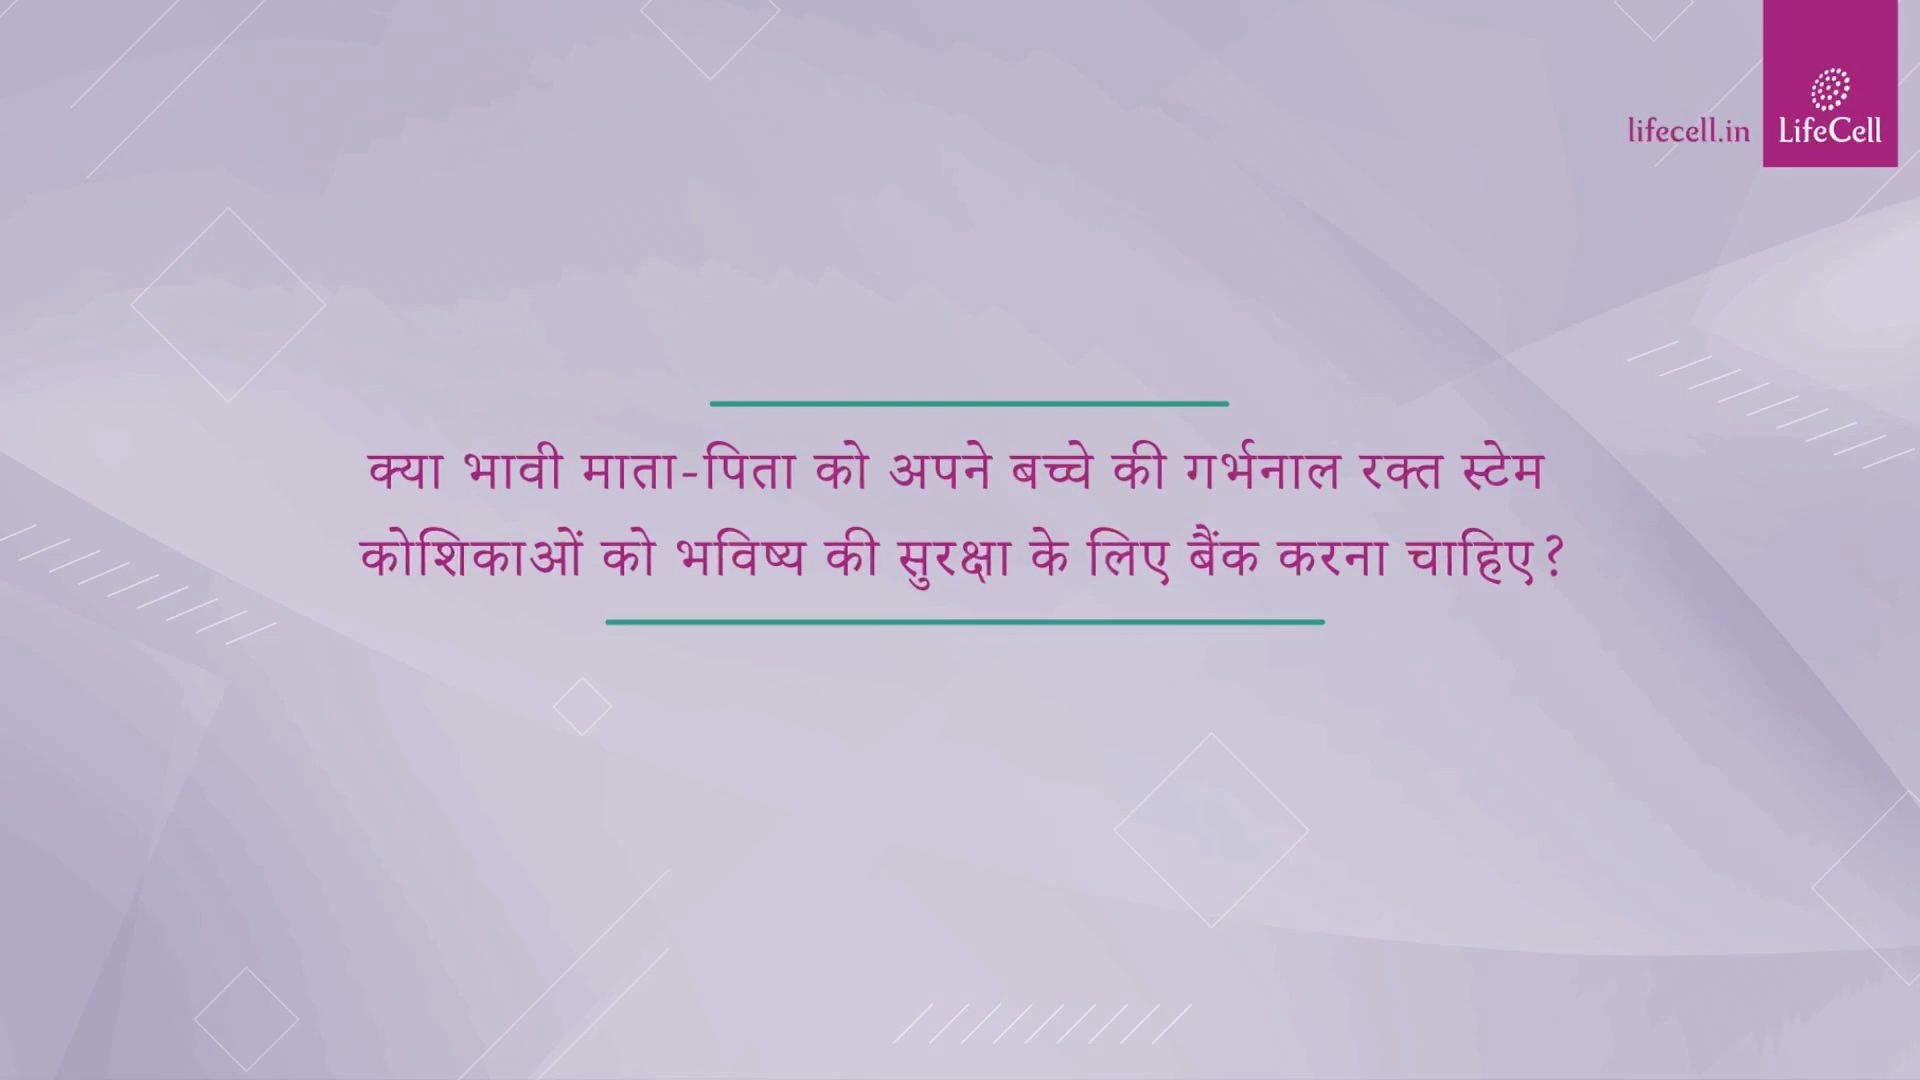 lifecell.in
LifeCell
क्या भावी माता-पिता को अपने बच्चे की गर्भनाल रक्त स्टेम
कोशिकाओं को भविष्य की सुरक्षा के लिए बैंक करना चाहिए?